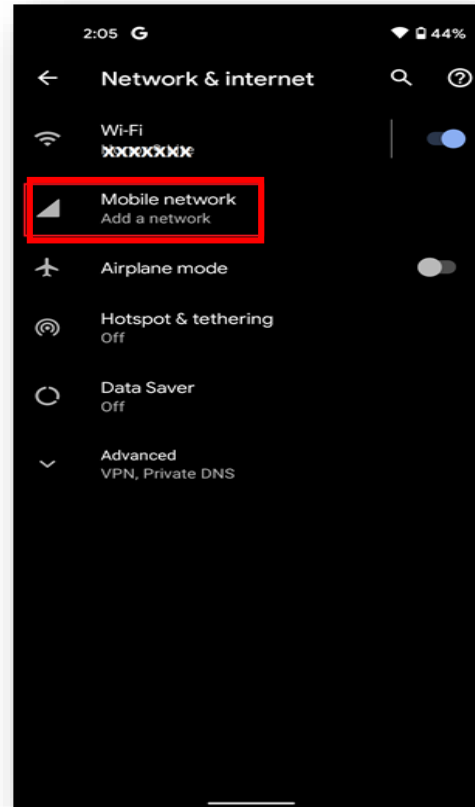 2:05 G 44%
Network & internet
Wi-Fi
xxxxxxx
Mobile network
Add a network
Airplane mode
Hotspot & tethering
Off
Data Saver
Off
Advanced
VPN, Private DNS